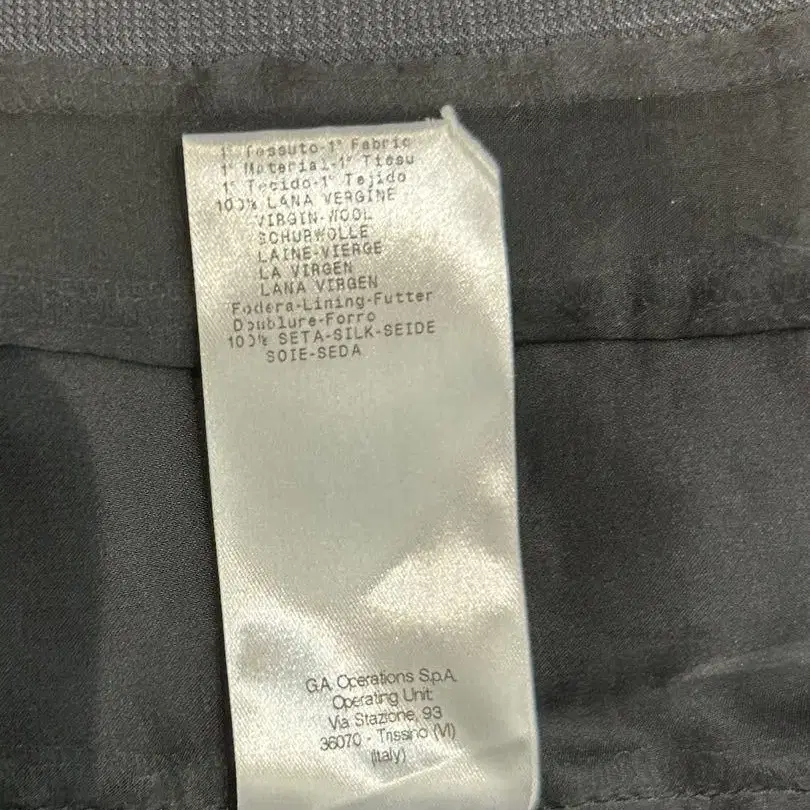 1° Tessuto-1° Fabric
1° Material-1° Tissu
1° Tecido-1° Tejido
100% LANA VERGINE
VIRGIN-WOOL
SCHURWOLLE
LAINE-VIERGE
LA VIRGEN
LANA VIRGEN
Fodera-Lining-Futter
Doublure-Forro
100% SETA-SILK-SEIDE
SOIE-SEDA
G.A. Operations S.p.A.
Operating Unit:
Via Stazione, 93
36070 - Trissino (VI)
(Italy)